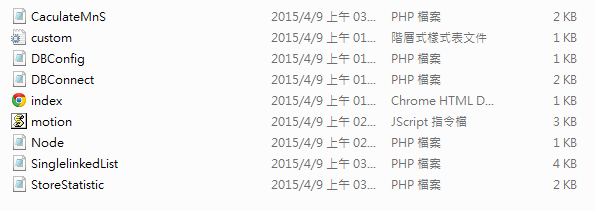 CaculateMnS 2015/4/9 上午 03... PHP 檔案 2 KB
custom 2015/4/9 上午 01... 階層式樣式表文件 1 KB
DBConfig 2015/4/9 上午 01... PHP 檔案 1 KB
DBConnect 2015/4/9 上午 01... PHP 檔案 2 KB
index 2015/4/9 上午 01... Chrome HTML D... 1 KB
motion 2015/4/9 上午 02... JScript 指令檔 3 KB
Node 2015/4/9 上午 02... PHP 檔案 1 KB
SinglelinkedList 2015/4/9 上午 03... PHP 檔案 4 KB
StoreStatistic 2015/4/9 上午 03... PHP 檔案 2 KB